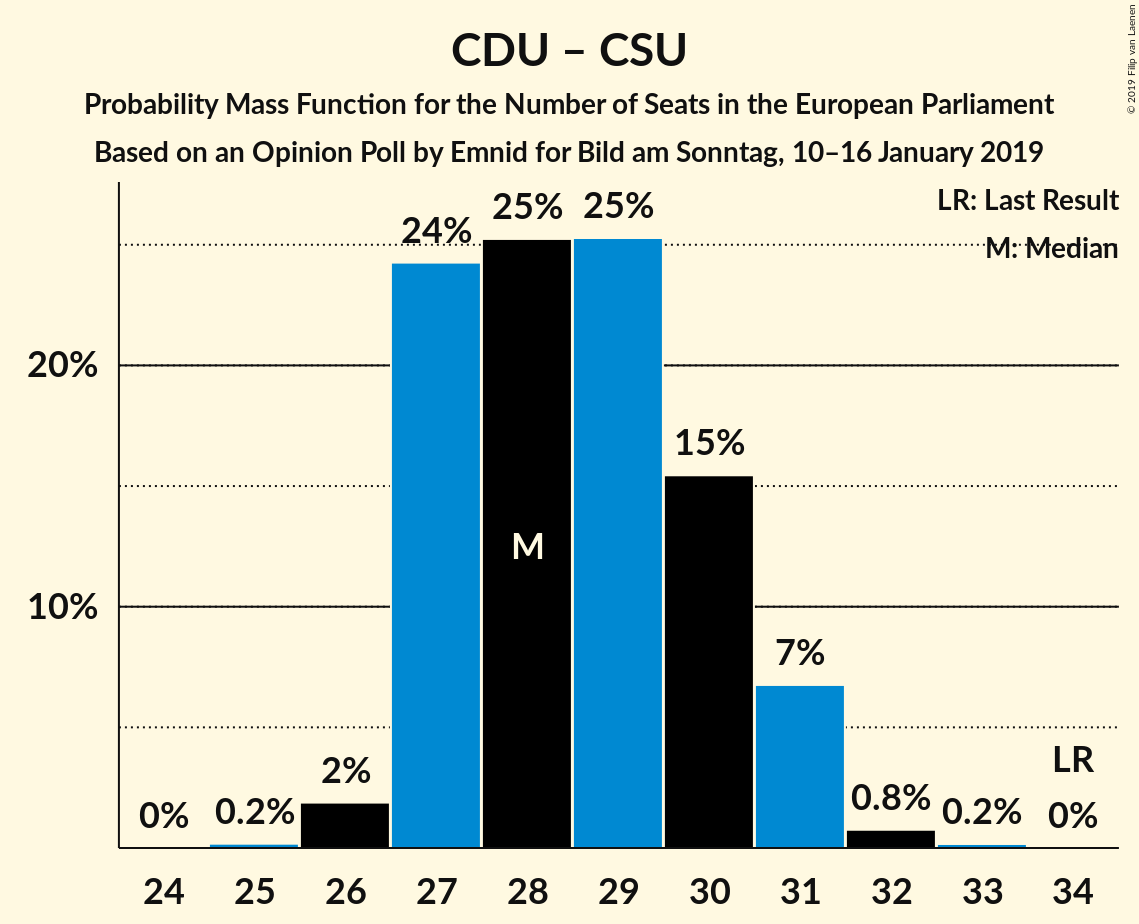 CDU – CSU
Probability Mass Function for the Number of Seats in the European Parliament
Based on an Opinion Poll by Emnid for Bild am Sonntag, 10–16 January 2019
© 2019 Filip van Laenen
LR: Last Result
M: Median
20%
10%
0%
0.2%
2%
24%
25%
25%
15%
7%
0.8%
0.2%
0%
LR
M
24 25 26 27 28 29 30 31 32 33 34